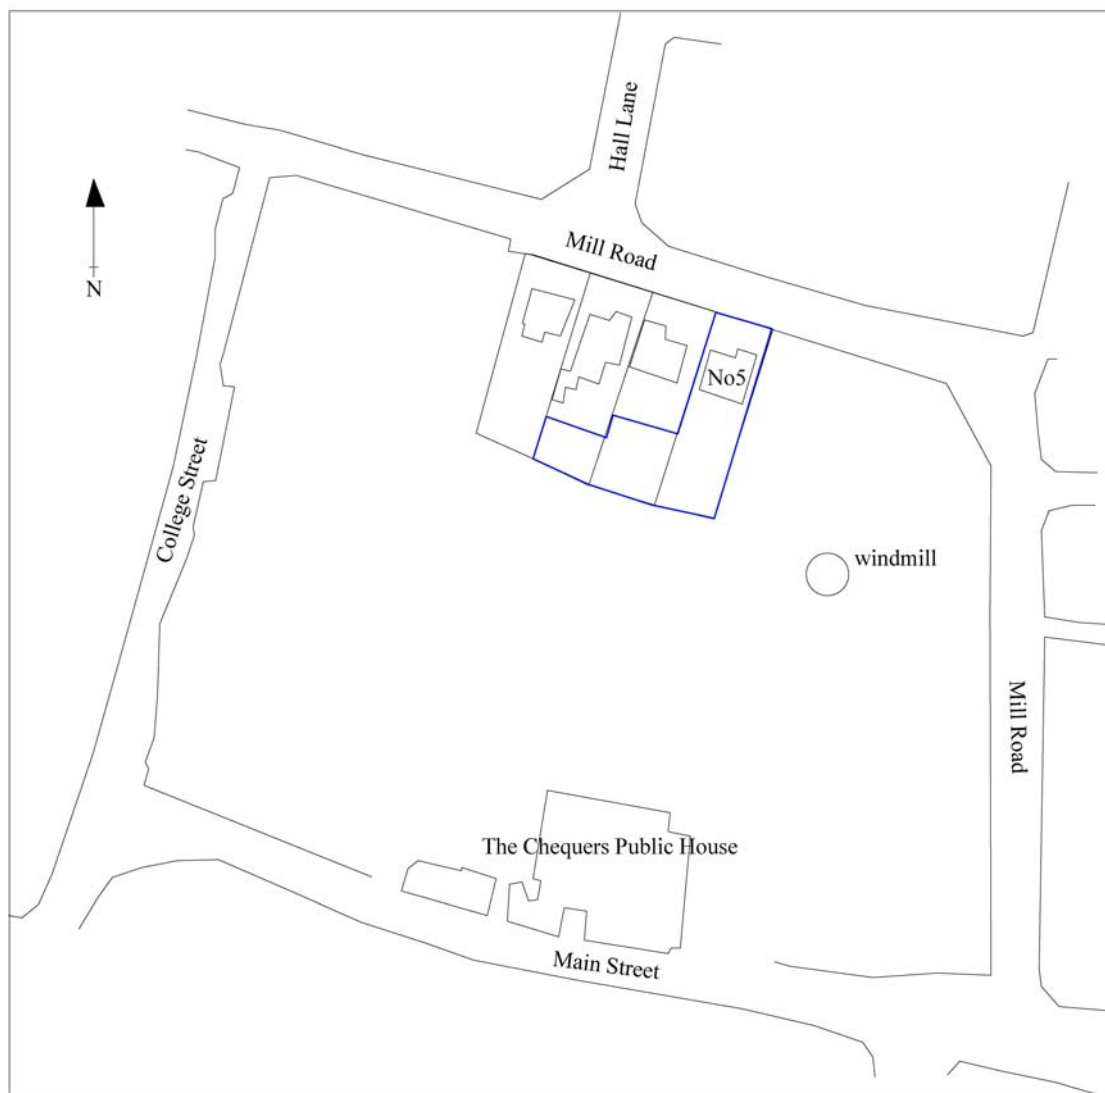 Hall Lane
Mill Road
N
No5
College Street
windmill
Mill Road
The Chequers Public House
Main Street